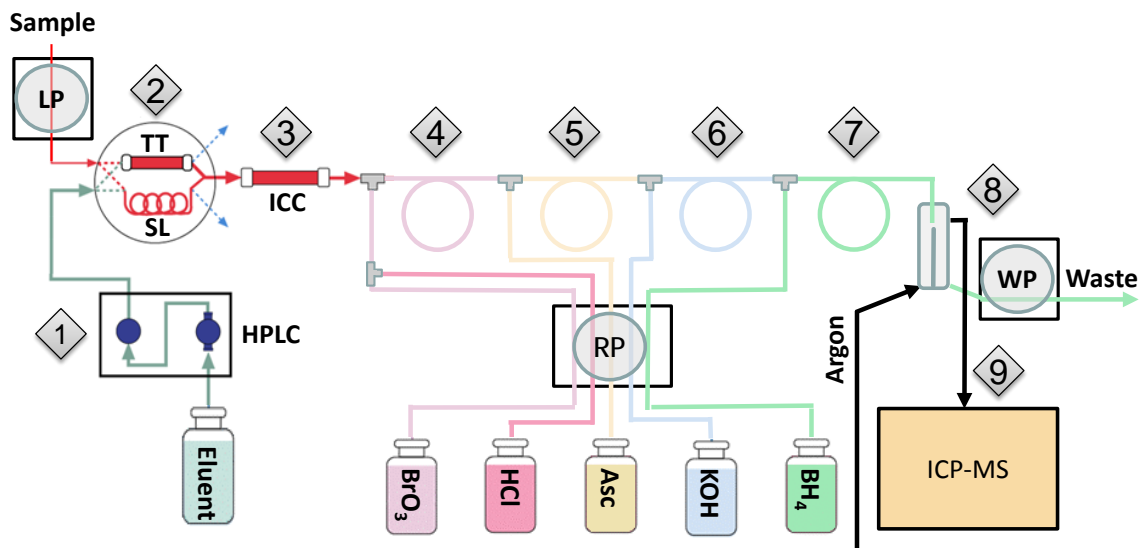 Sample
LP
2
TT
SL
3
ICC
4
5
6
7
8
WP
Waste
1
HPLC
RP
Argon
9
Eluent
BrO₃
HCl
Asc
KOH
BH₄
ICP-MS